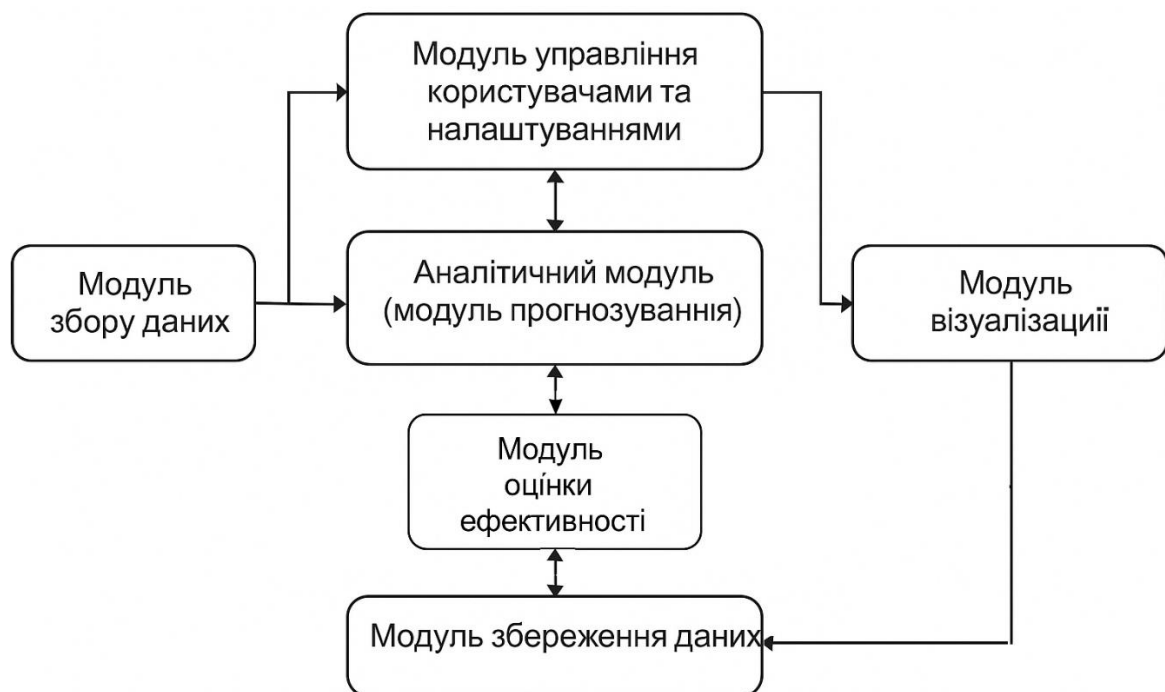 Модуль управління
користувачами та
налаштуваннями
Модуль
збору даних
Аналітичний модуль
(модуль прогнозуванняія)
Модуль
візуалізациії
Модуль
оцінки
ефективності
Модуль збереження даних